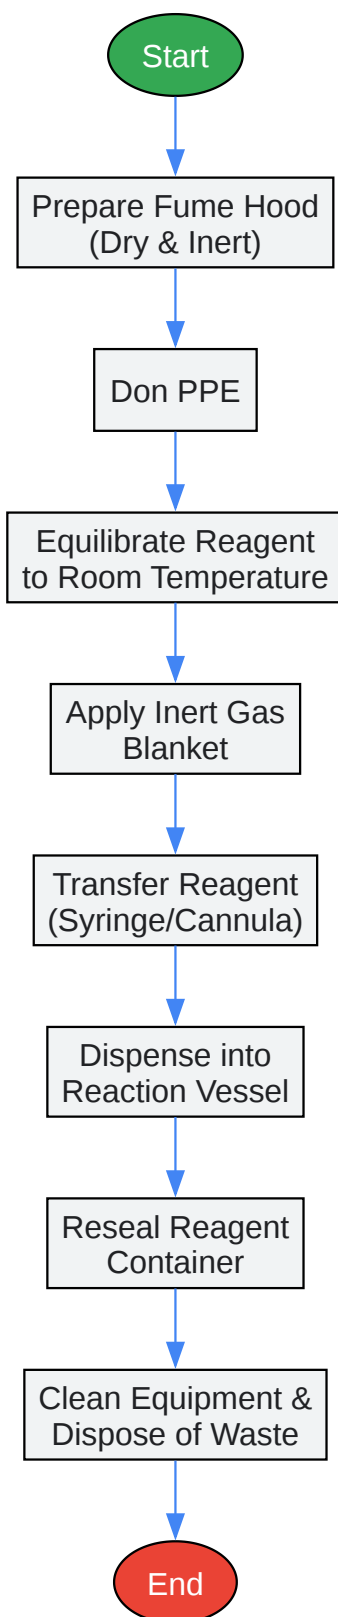 Start
Prepare Fume Hood
(Dry & Inert)
Don PPE
Equilibrate Reagent
to Room Temperature
Apply Inert Gas
Blanket
Transfer Reagent
(Syringe/Cannula)
Dispense into
Reaction Vessel
Reseal Reagent
Container
Clean Equipment &
Dispose of Waste
End